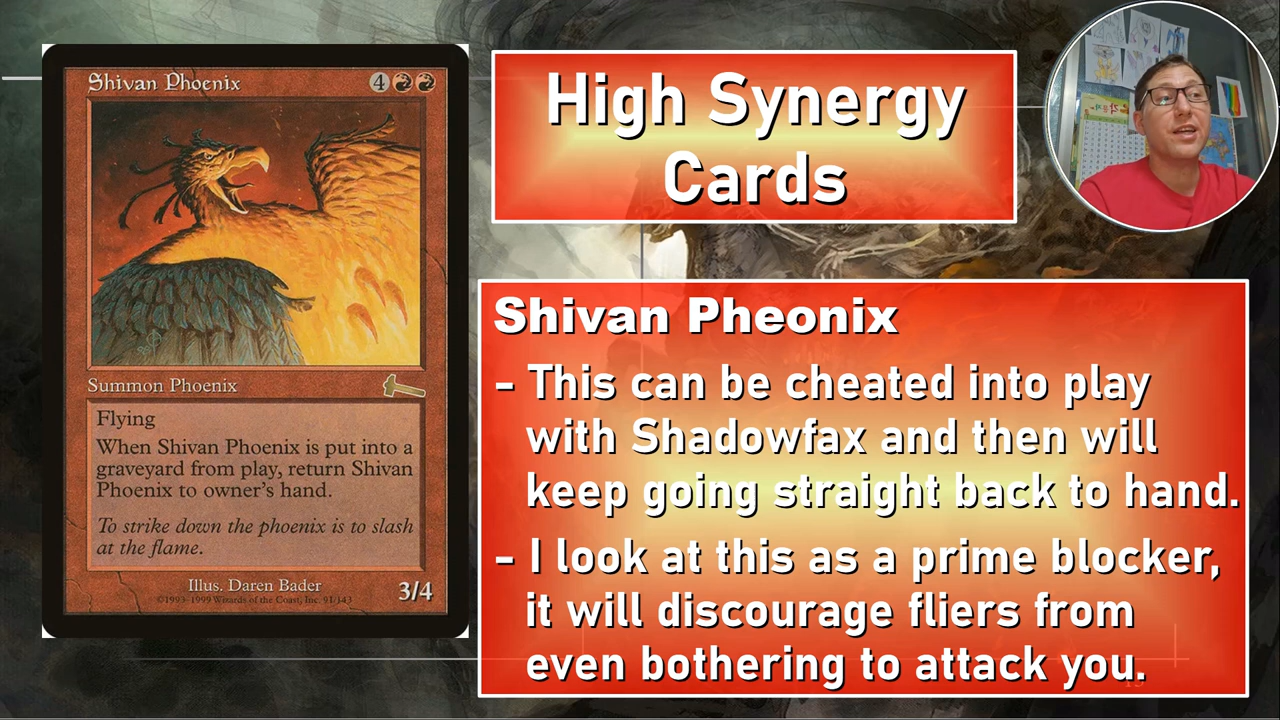 Shivan Phoenix
4
Summon Phoenix
Flying
When Shivan Phoenix is put into a
graveyard from play, return Shivan
Phoenix to owner's hand.
To strike down the phoenix is to slash
at the flame.
Illus. Daren Bader
©1993-1999 Wizards of the Coast, Inc. 91/143
3/4
High Synergy
Cards
Shivan Pheonix
- This can be cheated into play
with Shadowfax and then will
keep going straight back to hand.
- I look at this as a prime blocker,
it will discourage fliers from
even bothering to attack you.